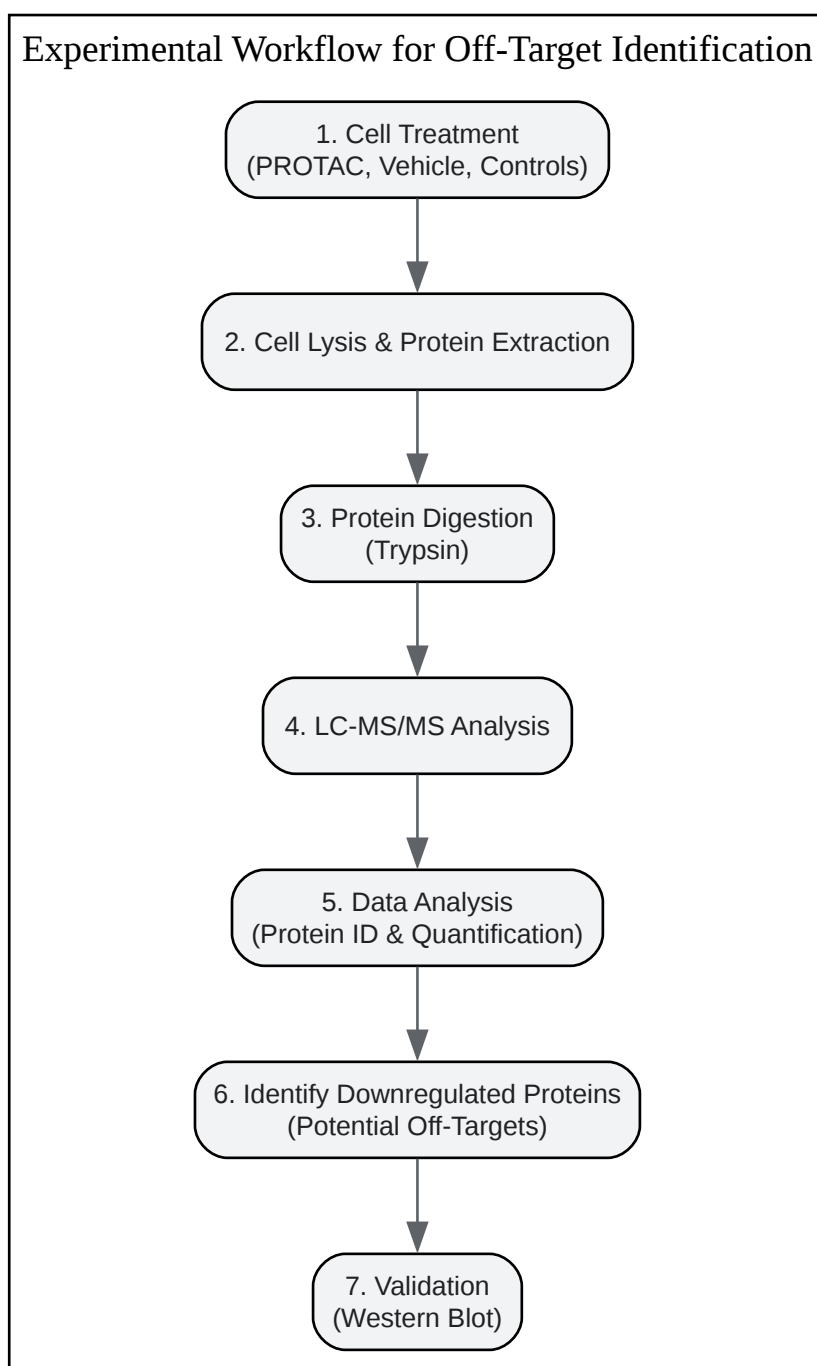 Experimental Workflow for Off-Target Identification
1. Cell Treatment
(PROTAC, Vehicle, Controls)
2. Cell Lysis & Protein Extraction
3. Protein Digestion
(Trypsin)
4. LC-MS/MS Analysis
5. Data Analysis
(Protein ID & Quantification)
6. Identify Downregulated Proteins
(Potential Off-Targets)
7. Validation
(Western Blot)